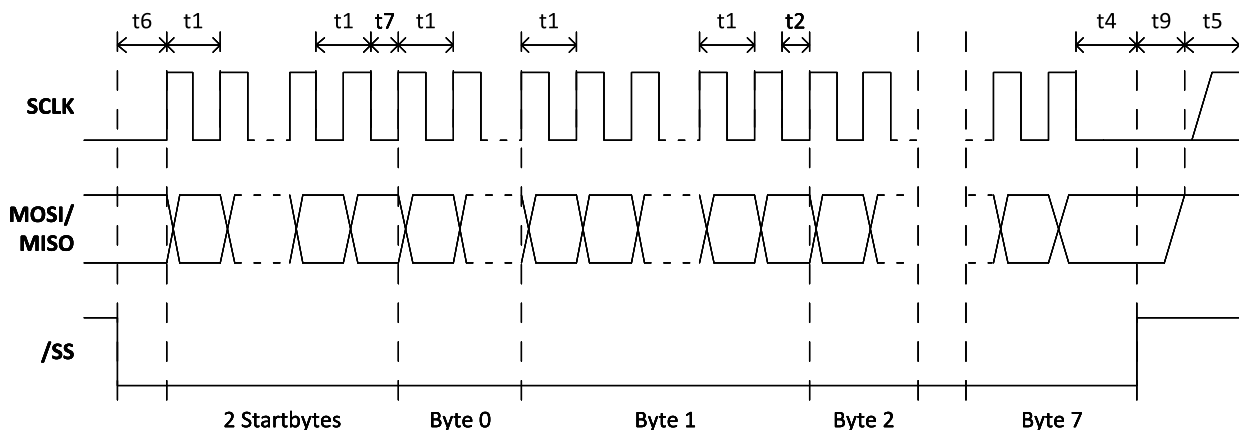 t6 t1 t1 t7 t1 t1 t1 t2 t4 t9 t5
SCLK
MOSI/
MISO
/SS
2 Startbytes Byte 0 Byte 1 Byte 2 Byte 7